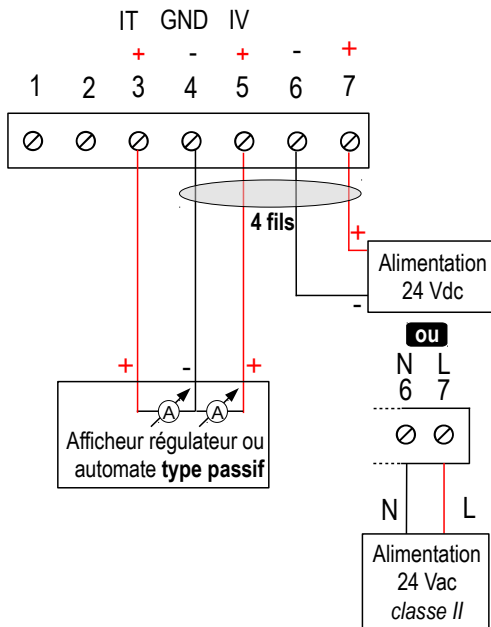 IT GND IV
+ - + - +
1 2 3 4 5 6 7
4 fils
+
Alimentation
24 Vdc
-
ou
+ - +
A A
Afficheur régulateur ou
automate type passif
N L
6 7
N L
Alimentation
24 Vac
classe II